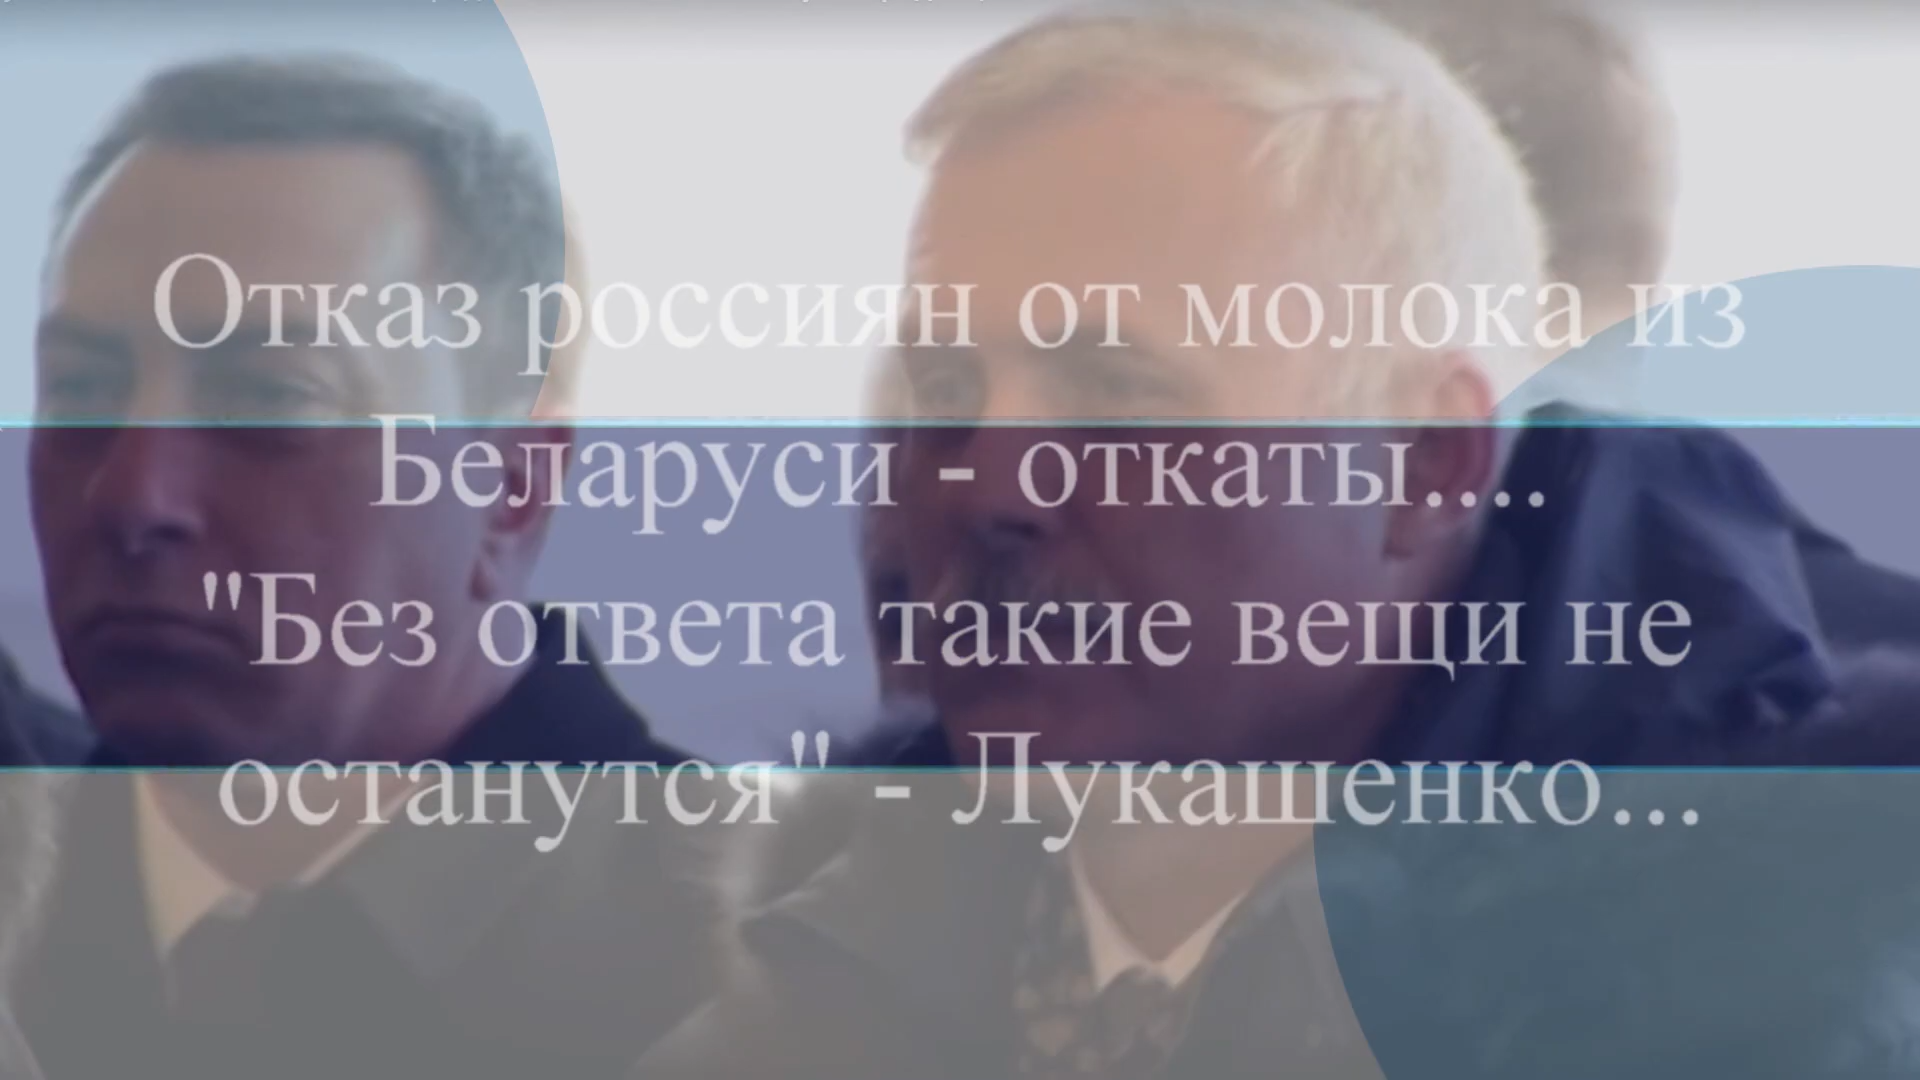 Отказ россиян от молока из
Беларуси - откаты....
"Без ответа такие вещи не
останутся" - Лукашенко...